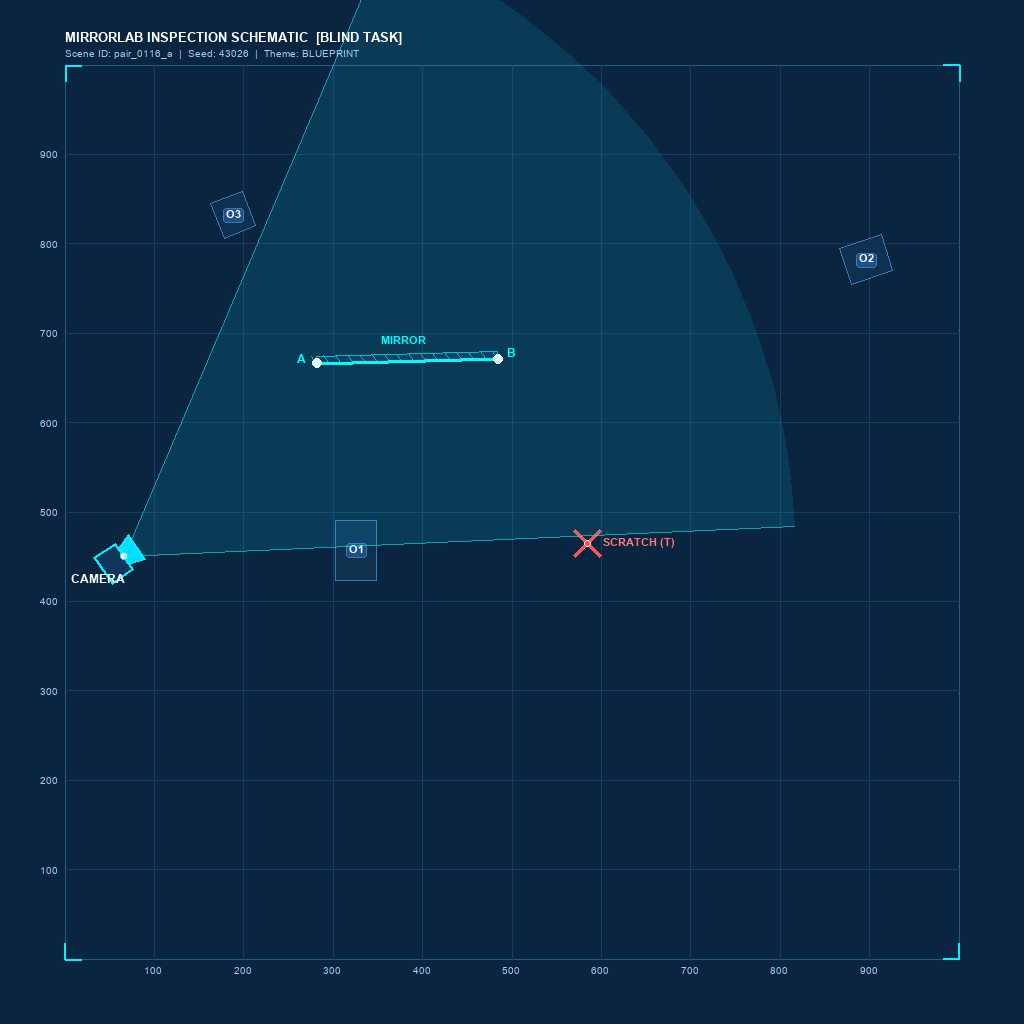 MIRRORLAB INSPECTION SCHEMATIC [BLIND TASK]
Scene ID: pair_0116_a | Seed: 43026 | Theme: BLUEPRINT
900
O3
800
O2
700
MIRROR
A
B
600
500
SCRATCH (T)
O1
CAMERA
400
300
200
100
100 200 300 400 500 600 700 800 900